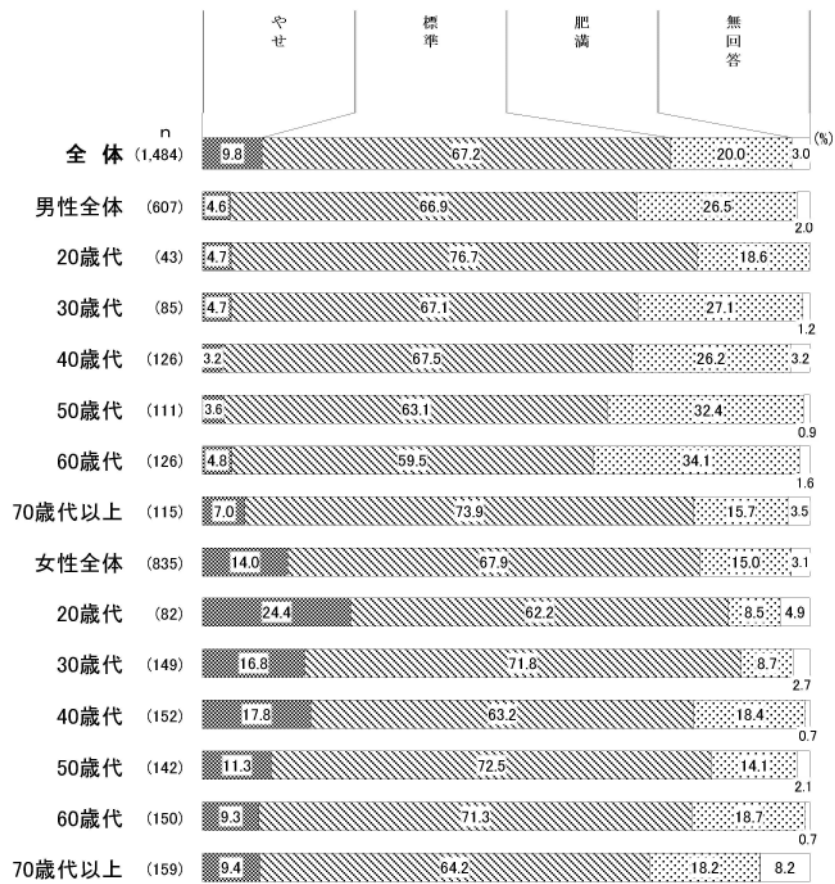 やせ
標準
肥満
無回答
n
(%)
全体 (1,484) 9.8 67.2 20.0 3.0
男性全体 (607) 4.6 66.9 26.5 2.0
20歳代 (43) 4.7 76.7 18.6
30歳代 (85) 4.7 67.1 27.1 1.2
40歳代 (126) 3.2 67.5 26.2 3.2
50歳代 (111) 3.6 63.1 32.4 0.9
60歳代 (126) 4.8 59.5 34.1 1.6
70歳代以上 (115) 7.0 73.9 15.7 3.5
女性全体 (835) 14.0 67.9 15.0 3.1
20歳代 (82) 24.4 62.2 8.5 4.9
30歳代 (149) 16.8 71.8 8.7 2.7
40歳代 (152) 17.8 63.2 18.4 0.7
50歳代 (142) 11.3 72.5 14.1 2.1
60歳代 (150) 9.3 71.3 18.7 0.7
70歳代以上 (159) 9.4 64.2 18.2 8.2